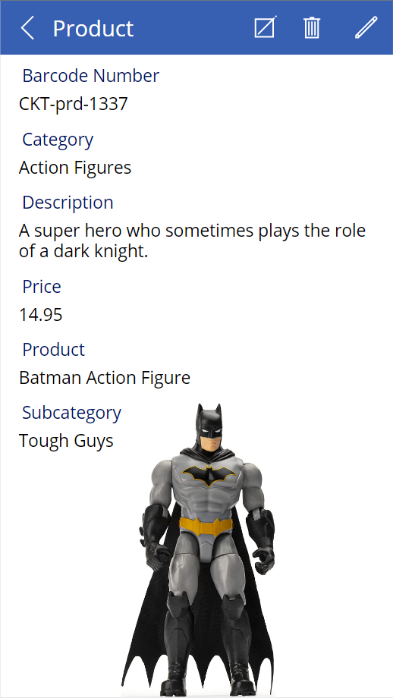 Product
Barcode Number
CKT-prd-1337
Category
Action Figures
Description
A super hero who sometimes plays the role
of a dark knight.
Price
14.95
Product
Batman Action Figure
Subcategory
Tough Guys